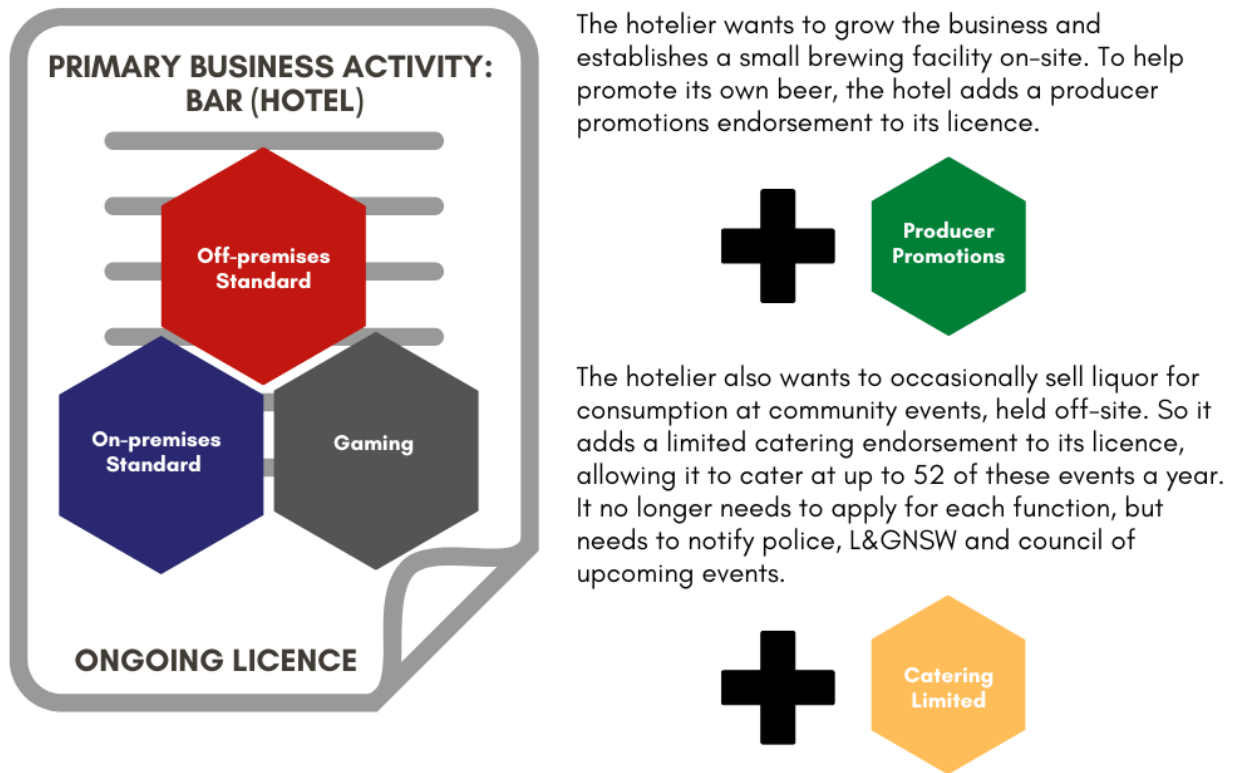 PRIMARY BUSINESS ACTIVITY:
BAR (HOTEL)
Off-premises
Standard
On-premises
Standard
Gaming
ONGOING LICENCE
The hotelier wants to grow the business and
establishes a small brewing facility on-site. To help
promote its own beer, the hotel adds a producer
promotions endorsement to its licence.
Producer
Promotions
The hotelier also wants to occasionally sell liquor for
consumption at community events, held off-site. So it
adds a limited catering endorsement to its licence,
allowing it to cater at up to 52 of these events a year.
It no longer needs to apply for each function, but
needs to notify police, L&GNSW and council of
upcoming events.
Catering
Limited